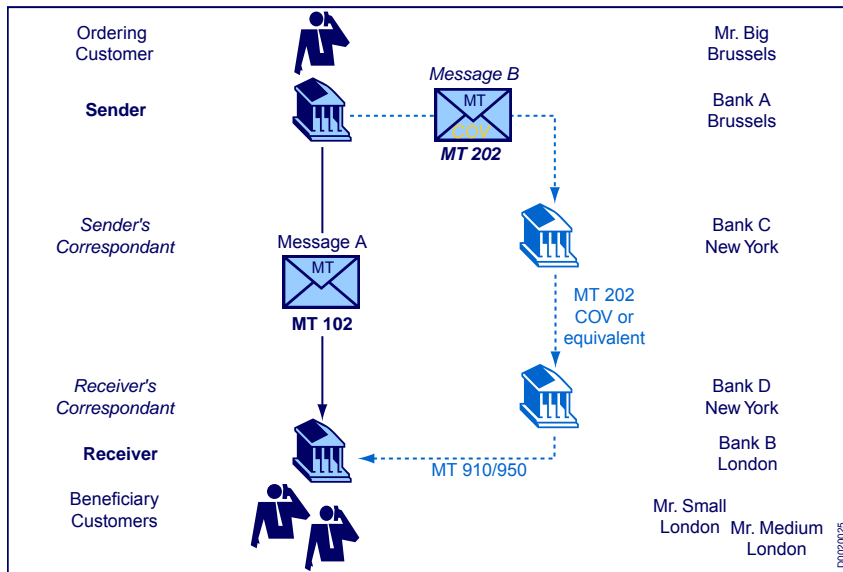 Ordering
Customer
Mr. Big
Brussels
Message B
Sender
MT
COV
MT 202
Bank A
Brussels
Sender's
Correspondant
Message A
MT
MT 102
Bank C
New York
MT 202
COV or
equivalent
Receiver's
Correspondant
Bank D
New York
Receiver
MT 910/950
Bank B
London
Beneficiary
Customers
Mr. Small
London
Mr. Medium
London
D0020025